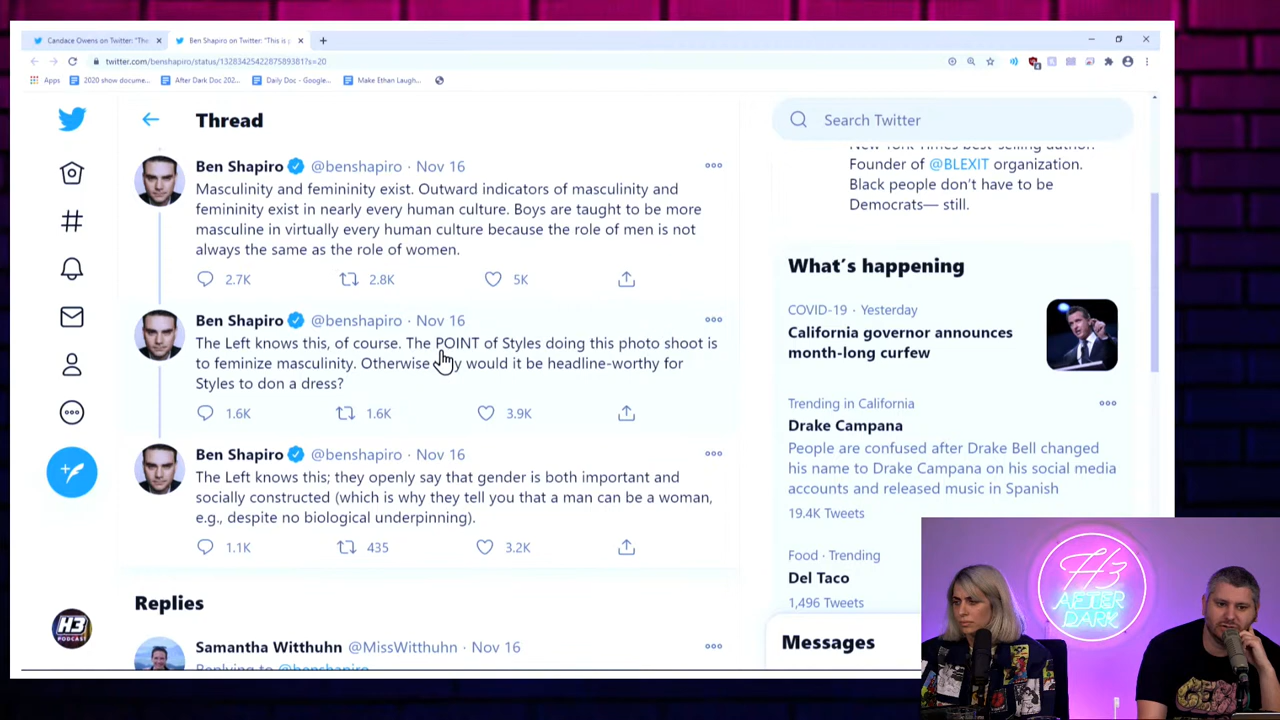 Candace Owens on Twitter: "The
Ben Shapiro on Twitter: "This is p
twitter.com/benshapiro/status/1328342542287589381?s=20
Apps
2020 show docume...
After Dark Doc 202...
Daily Doc - Google...
Make Ethan Laugh...
Thread
Search Twitter
New York Times best-selling author.
Founder of @BLEXIT organization.
Black people don't have to be
Democrats— still.
Ben Shapiro @benshapiro · Nov 16
Masculinity and femininity exist. Outward indicators of masculinity and
femininity exist in nearly every human culture. Boys are taught to be more
masculine in virtually every human culture because the role of men is not
always the same as the role of women.
2.7K 2.8K 5K
Ben Shapiro @benshapiro · Nov 16
The Left knows this, of course. The POINT of Styles doing this photo shoot is
to feminize masculinity. Otherwise would it be headline-worthy for
Styles to don a dress?
1.6K 1.6K 3.9K
Ben Shapiro @benshapiro · Nov 16
The Left knows this; they openly say that gender is both important and
socially constructed (which is why they tell you that a man can be a woman,
e.g., despite no biological underpinning).
1.1K 435 3.2K
Replies
Samantha Witthuhn @MissWitthuhn · Nov 16
Replying to @benshapiro
What's happening
COVID-19 · Yesterday
California governor announces
month-long curfew
Trending in California
Drake Campana
People are confused after Drake Bell changed
his name to Drake Campana on his social media
accounts and released music in Spanish
19.4K Tweets
Food · Trending
Del Taco
1,496 Tweets
Messages
H3
PODCAST
H3
AFTER
DARK